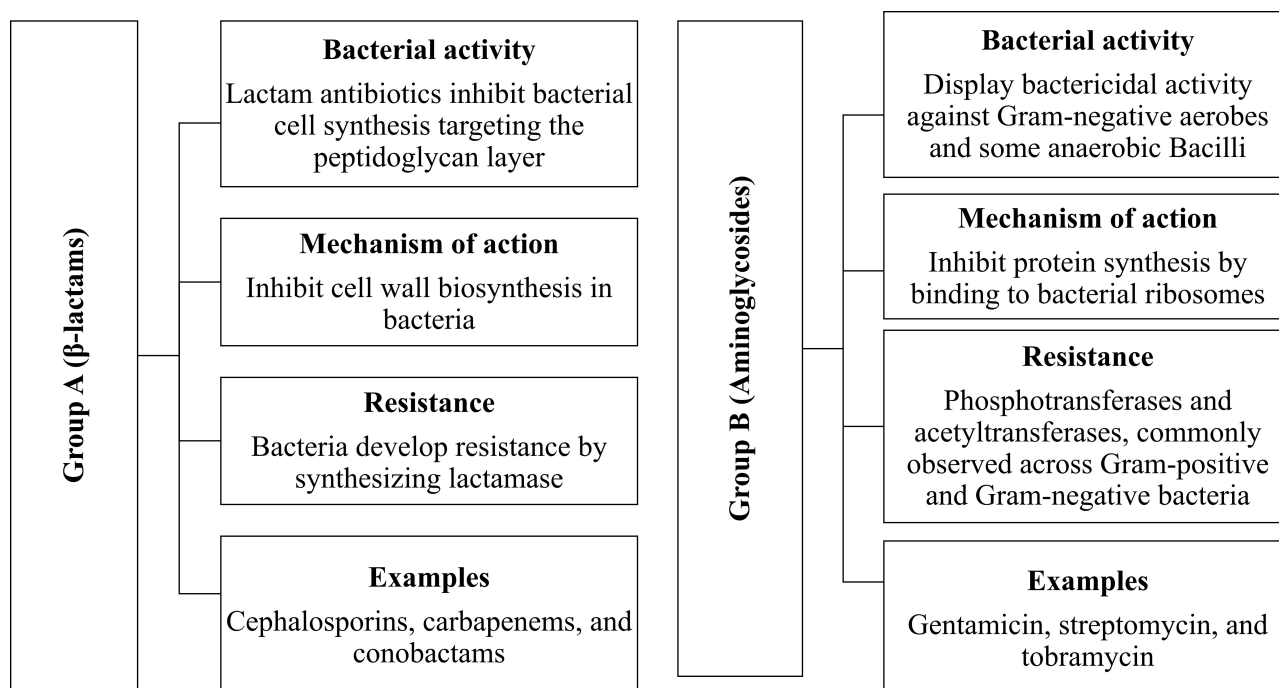 Group A (β-lactams)
Bacterial activity
Lactam antibiotics inhibit bacterial
cell synthesis targeting the
peptidoglycan layer
Mechanism of action
Inhibit cell wall biosynthesis in
bacteria
Resistance
Bacteria develop resistance by
synthesizing lactamase
Examples
Cephalosporins, carbapenems, and
conobactams
Group B (Aminoglycosides)
Bacterial activity
Display bactericidal activity
against Gram-negative aerobes
and some anaerobic Bacilli
Mechanism of action
Inhibit protein synthesis by
binding to bacterial ribosomes
Resistance
Phosphotransferases and
acetyltransferases, commonly
observed across Gram-positive
and Gram-negative bacteria
Examples
Gentamicin, streptomycin, and
tobramycin